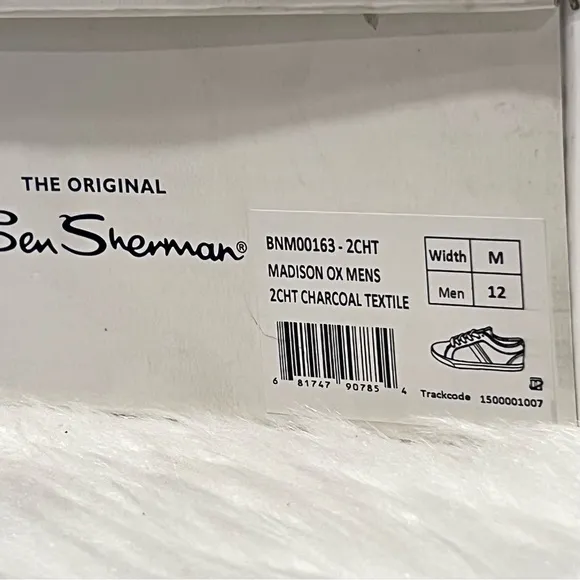 THE ORIGINAL
Ben Sherman®
BNM00163 - 2CHT
MADISON OX MENS
2CHT CHARCOAL TEXTILE
Width M
Men 12
6 81747 90785 4
Trackcode 1500001007